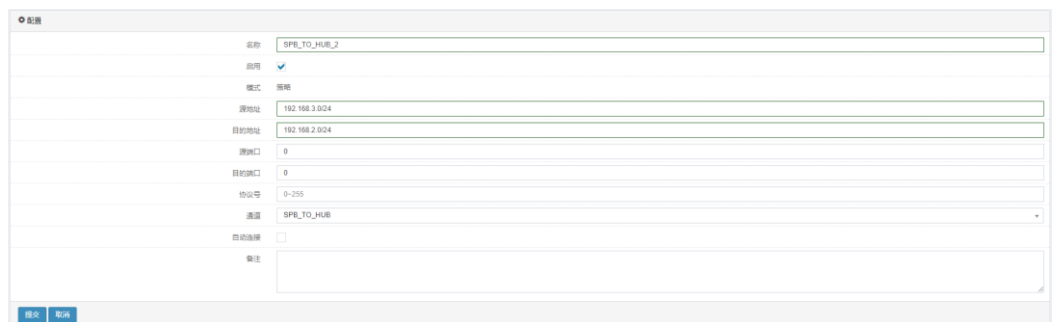 配置
名称 SPB_TO_HUB_2
启用
模式 策略
源地址 192.168.3.0/24
目的地址 192.168.2.0/24
源端口 0
目的端口 0
协议号 0~255
通道 SPB_TO_HUB
自动连接
备注
提交 取消